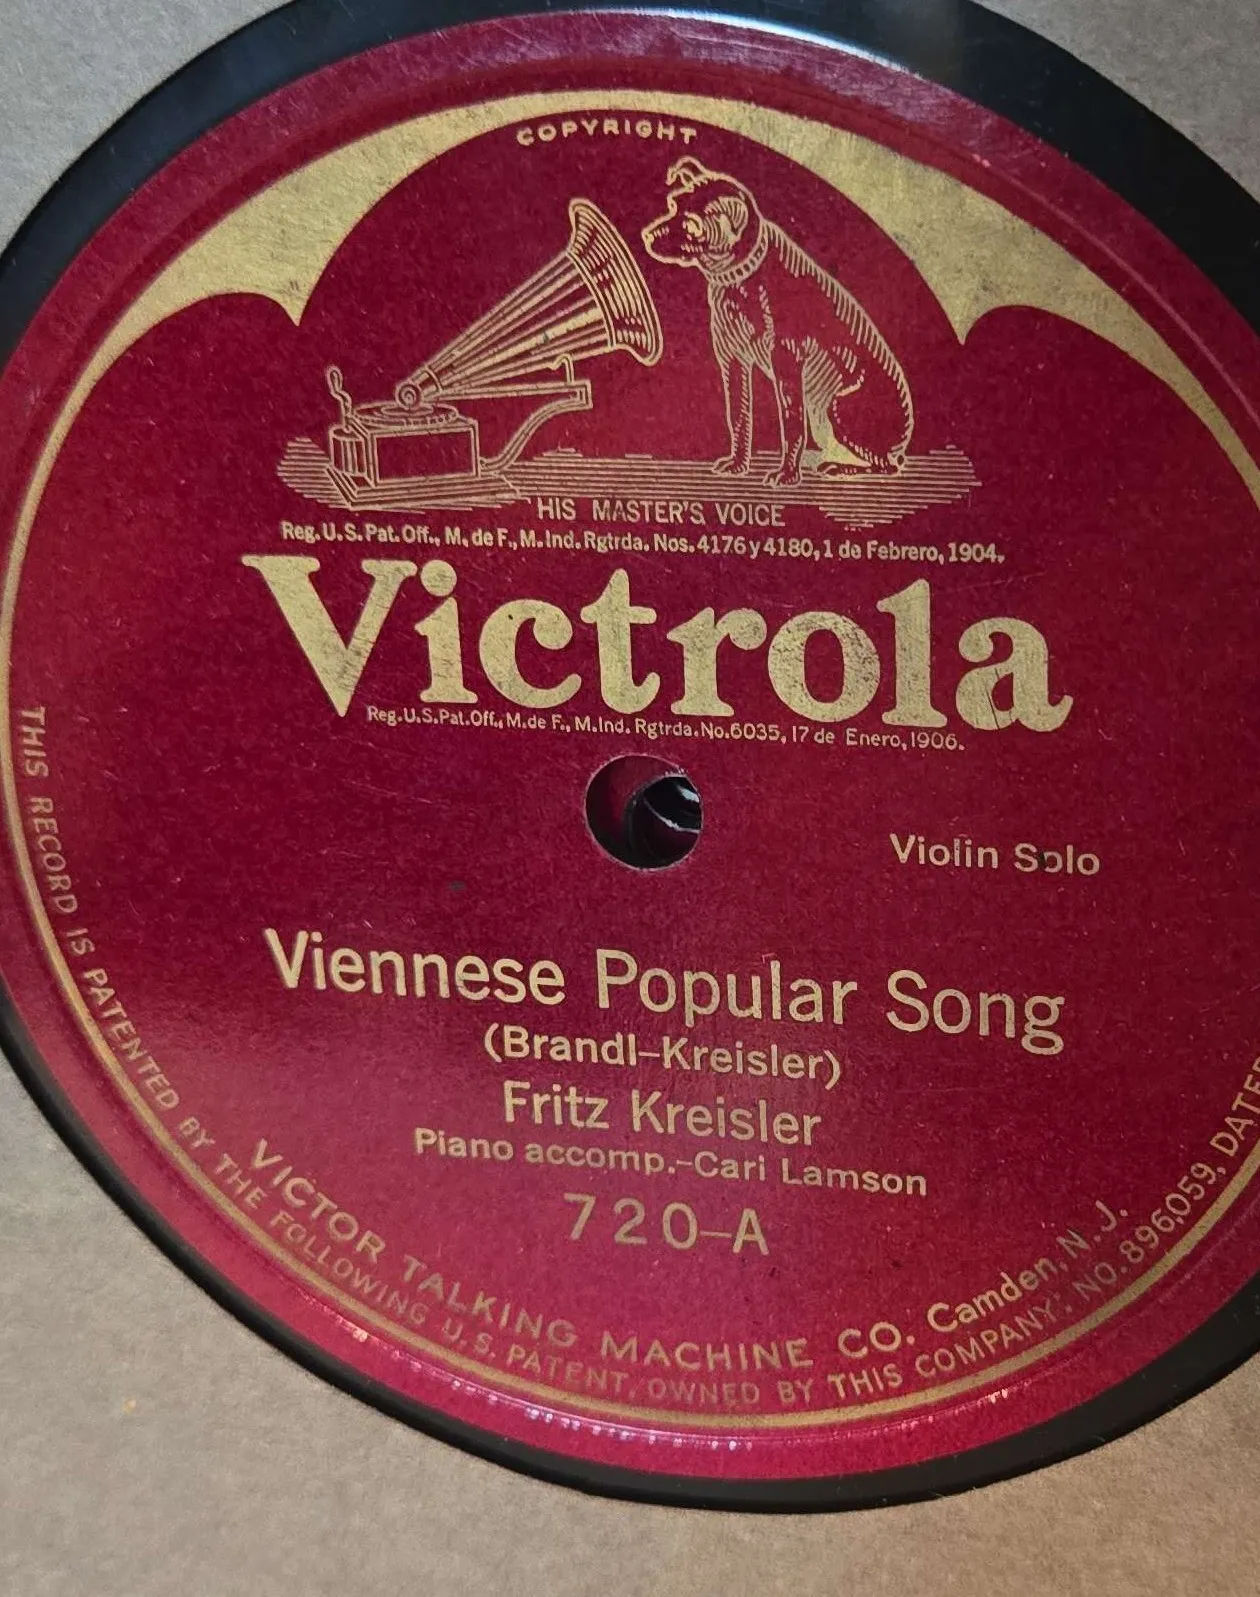 COPYRIGHT
'HIS MASTER'S VOICE
Reg.U.S.Pat.Off., M.de F., M.Ind.Rgtrda. Nos.4176 y 4180, 1 de Febrero, 1904.
Victrola
Reg.U.S.Pat.Off., M.de F., M.Ind. Rgtrda.No.6035, 17 de Enero, 1906.
Violin Solo
Viennese Popular Song
(Brandl-Kreisler)
Fritz Kreisler
Piano accomp.-Carl Lamson
720-A
VICTOR TALKING MACHINE CO. Camden, N. J.
THIS RECORD IS PATENTED BY THE FOLLOWING U.S. PATENT, OWNED BY THIS COMPANY: NO. 896,059, DATED